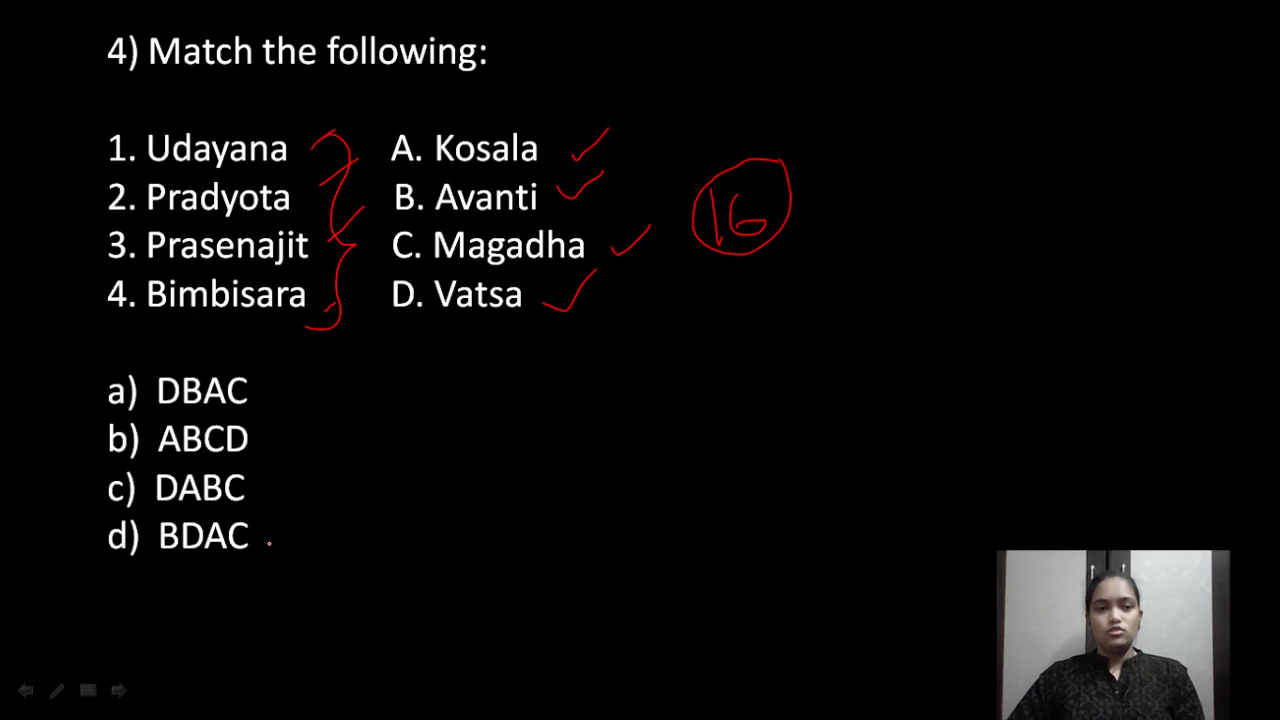 4) Match the following:
1. Udayana A. Kosala
2. Pradyota B. Avanti
3. Prasenajit C. Magadha
4. Bimbisara D. Vatsa
16
a) DBAC
b) ABCD
c) DABC
d) BDAC